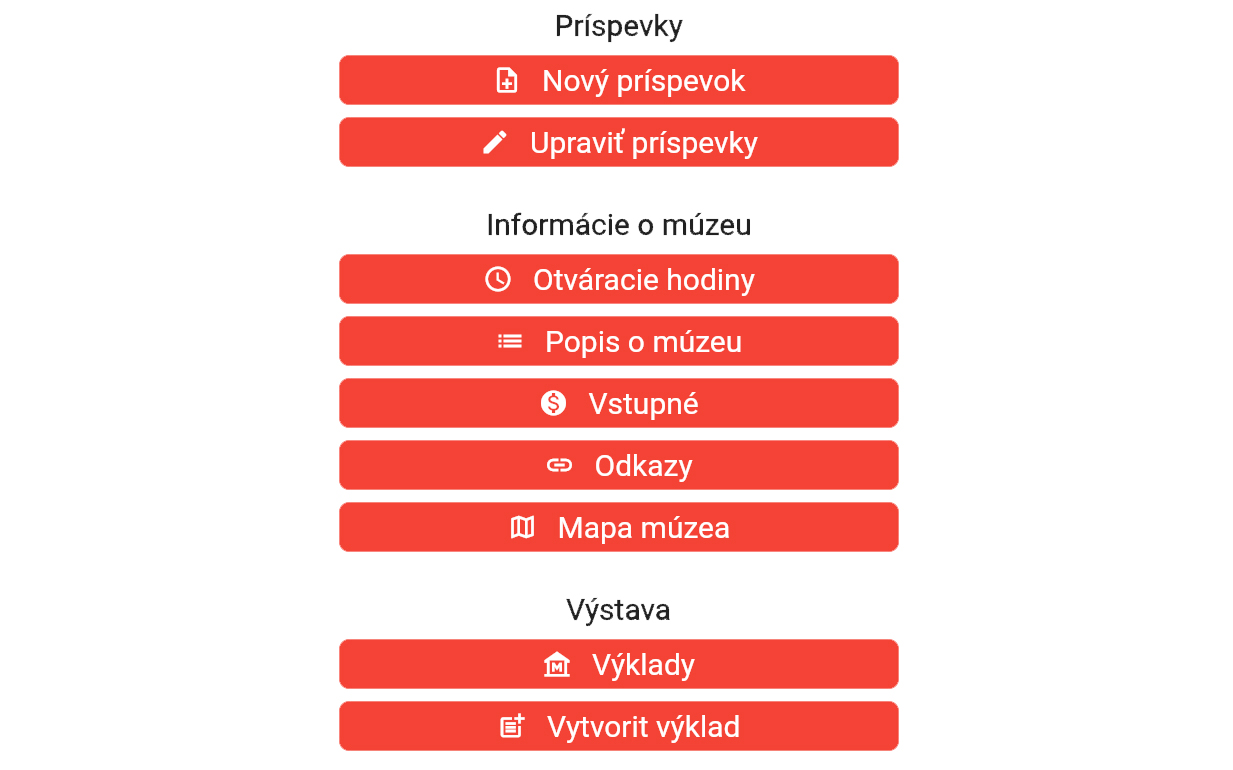 Príspevky
Nový príspevok
Upraviť príspevky
Informácie o múzeu
Otváracie hodiny
Popis o múzeu
Vstupné
Odkazy
Mapa múzea
Výstava
Výklady
Vytvorit výklad